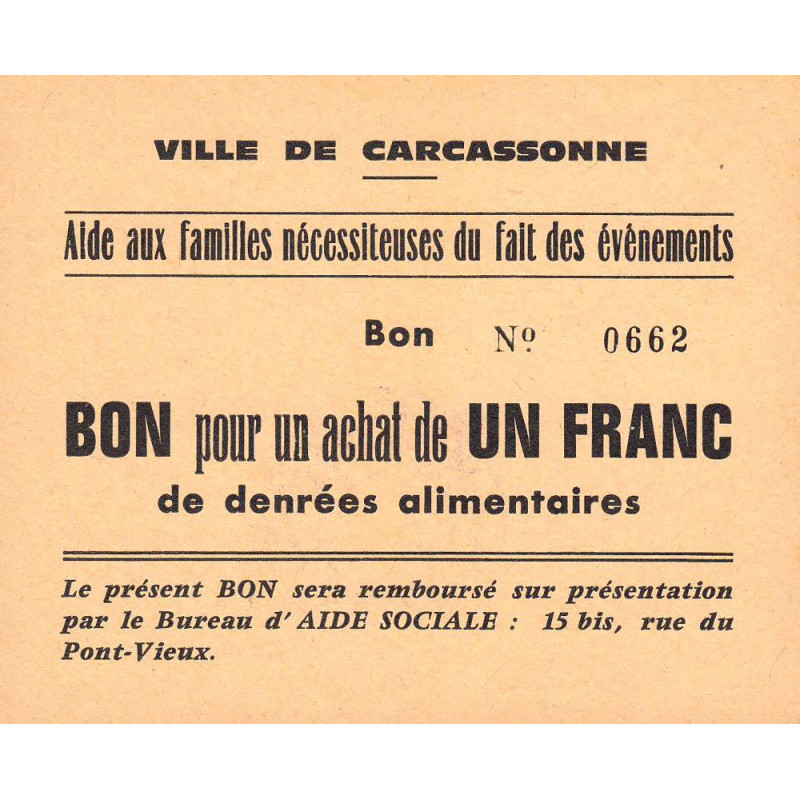 VILLE DE CARCASSONNE
Aide aux familles nécessiteuses du fait des évênements
Bon Nº 0662
BON pour un achat de UN FRANC
de denrées alimentaires
Le présent BON sera remboursé sur présentation
par le Bureau d'AIDE SOCIALE : 15 bis, rue du
Pont-Vieux.